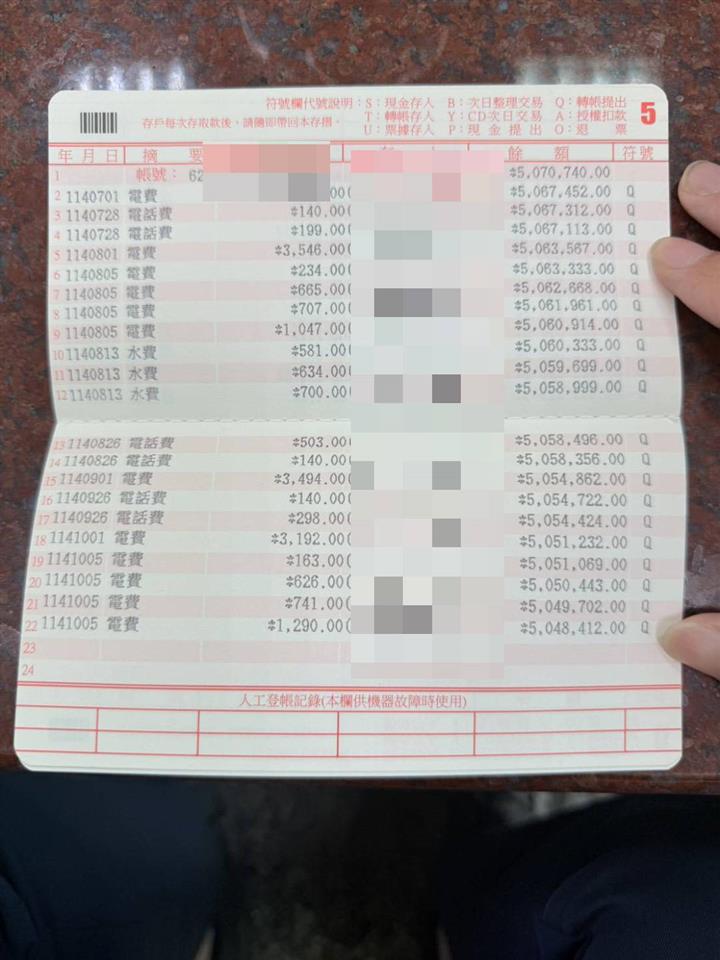 符號欄代號說明：S：現金存入 B：次日整理交易 Q：轉帳提出
存戶每次存取款後，請隨即帶回本存摺。 T：轉帳存入 Y：CD次日交易 A：授權扣款 5
U：票據存入 P：現金提出 O：退票
年月日 摘要 餘額 符號
1 帳號：62 *5,070,740.00
2 1140701 電費 00 *5,067,452.00 Q
3 1140728 電話費 *140.00 *5,067,312.00 Q
4 1140728 電話費 *199.00 *5,067,113.00 Q
5 1140801 電費 *3,546.00 *5,063,567.00 Q
6 1140805 電費 *234.00 *5,063,333.00 Q
7 1140805 電費 *665.00 *5,062,668.00 Q
8 1140805 電費 *707.00 *5,061,961.00 Q
9 1140805 電費 *1,047.00 *5,060,914.00 Q
10 1140813 水費 *581.00 *5,060,333.00 Q
11 1140813 水費 *634.00 *5,059,699.00 Q
12 1140813 水費 *700.00 *5,058,999.00 Q
13 1140826 電話費 *503.00 *5,058,496.00 Q
14 1140826 電話費 *140.00 *5,058,356.00 Q
15 1140901 電費 *3,494.00 *5,054,862.00 Q
16 1140926 電話費 *140.00 *5,054,722.00 Q
17 1140926 電話費 *298.00 *5,054,424.00 Q
18 1141001 電費 *3,192.00 *5,051,232.00 Q
19 1141005 電費 *163.00 *5,051,069.00 Q
20 1141005 電費 *626.00 *5,050,443.00 Q
21 1141005 電費 *741.00 *5,049,702.00 Q
22 1141005 電費 *1,290.00 *5,048,412.00 Q
23
24
人工登帳記錄(本欄供機器故障時使用)